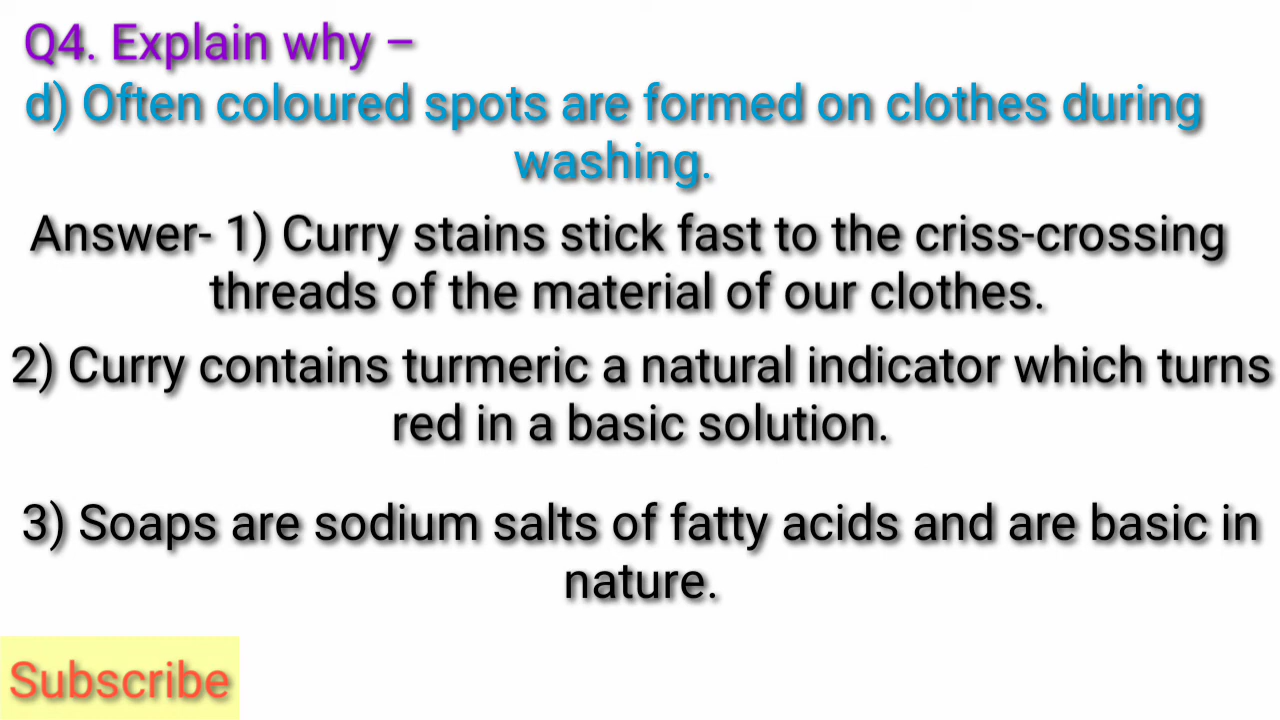 Q4. Explain why –
d) Often coloured spots are formed on clothes during
washing.
Answer- 1) Curry stains stick fast to the criss-crossing
threads of the material of our clothes.
2) Curry contains turmeric a natural indicator which turns
red in a basic solution.
3) Soaps are sodium salts of fatty acids and are basic in
nature.
Subscribe